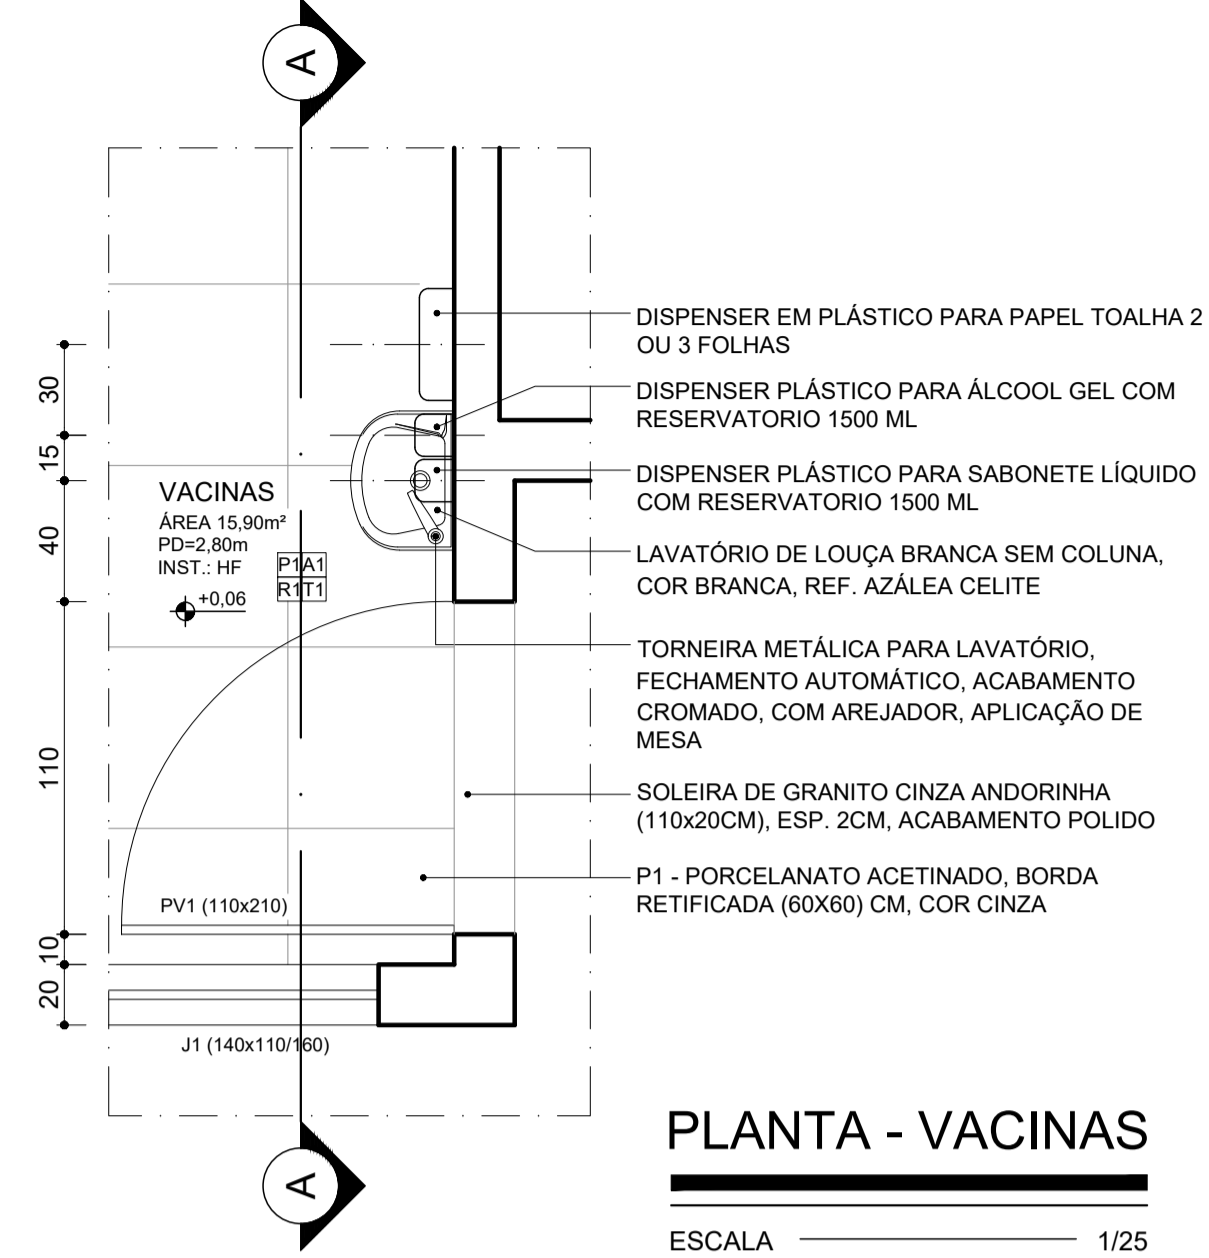 A
DISPENSER EM PLÁSTICO PARA PAPEL TOALHA 2
OU 3 FOLHAS
DISPENSER PLÁSTICO PARA ÁLCOOL GEL COM
RESERVATORIO 1500 ML
DISPENSER PLÁSTICO PARA SABONETE LÍQUIDO
COM RESERVATORIO 1500 ML
LAVATÓRIO DE LOUÇA BRANCA SEM COLUNA,
COR BRANCA, REF. AZÁLEA CELITE
TORNEIRA METÁLICA PARA LAVATÓRIO,
FECHAMENTO AUTOMÁTICO, ACABAMENTO
CROMADO, COM AREJADOR, APLICAÇÃO DE
MESA
SOLEIRA DE GRANITO CINZA ANDORINHA
(110x20CM), ESP. 2CM, ACABAMENTO POLIDO
P1 - PORCELANATO ACETINADO, BORDA
RETIFICADA (60X60) CM, COR CINZA
30
15
40
110
10
20
VACINAS
ÁREA 15,90m²
PD=2,80m
INST.: HF
P1 A1
R1 T1
+0,06
PV1 (110x210)
J1 (140x110/160)
A
PLANTA - VACINAS
ESCALA 1/25